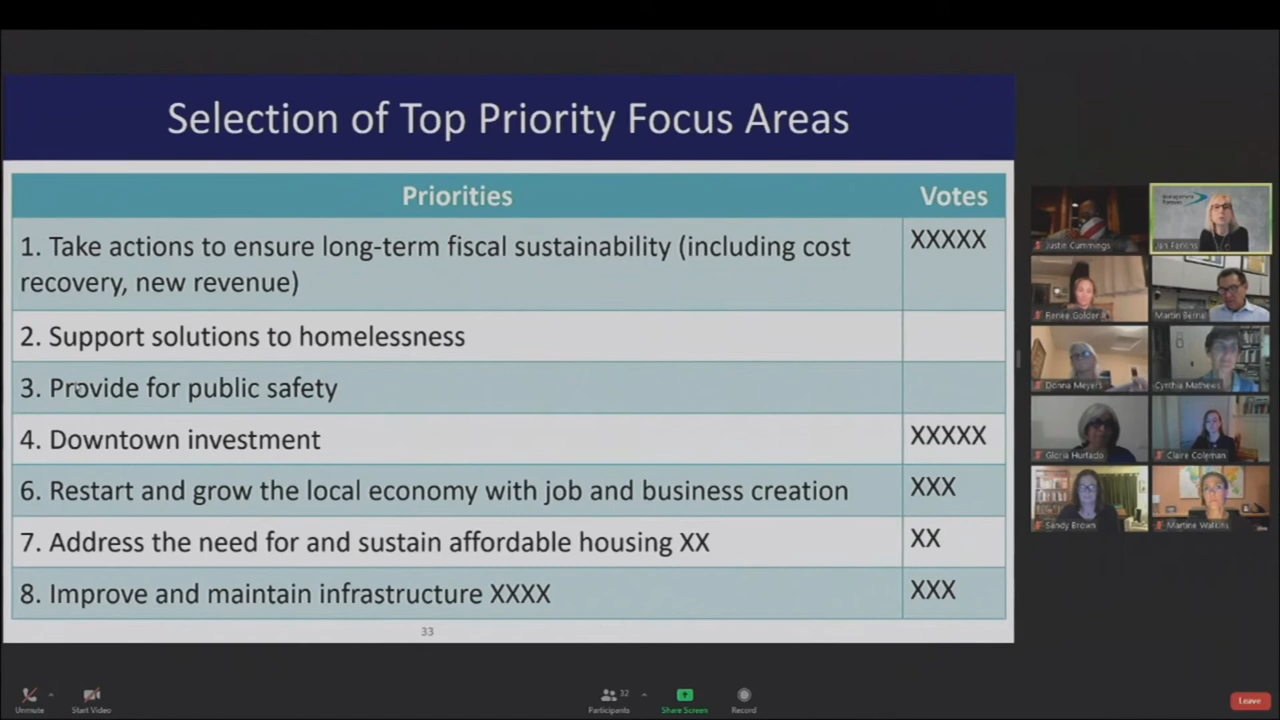 Selection of Top Priority Focus Areas
Priorities
Votes
1. Take actions to ensure long-term fiscal sustainability (including cost
recovery, new revenue)
XXXXX
2. Support solutions to homelessness
3. Provide for public safety
4. Downtown investment
XXXXX
6. Restart and grow the local economy with job and business creation
XXX
7. Address the need for and sustain affordable housing XX
XX
8. Improve and maintain infrastructure XXXX
XXX
33
Justin Cummings
Management
Partners
Jan Perkins
Renee Golder
Martin Berna
Donna Meyers
Cynthia Mathews
Gloria Hurtado
Claire Coleman
Sandy Brown
Martine Watkins
Unmute
Start Video
32
Participants
Share Screen
Record
Leave